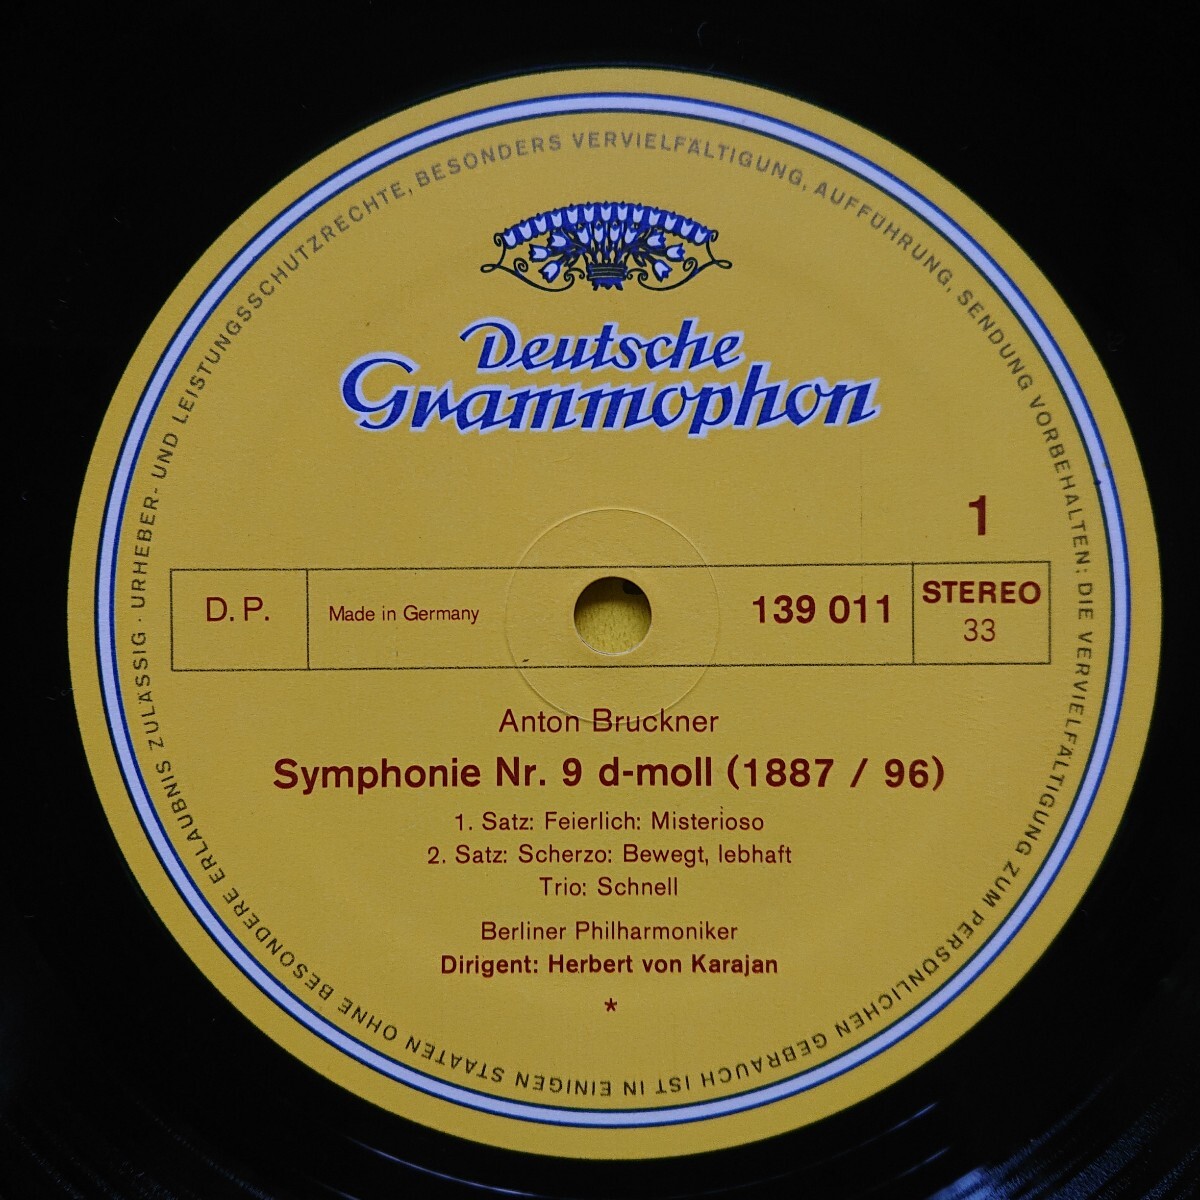 URHEBER- UND LEISTUNGSSCHUTZRECHTE, BESONDERS VERVIELFÄLTIGUNG, AUFFÜHRUNG, SENDUNG VORBEHALTEN; DIE VERVIELFÄLTIGUNG ZUM PERSÖNLICHEN GEBRAUCH IST IN EINIGEN STAATEN OHNE BESONDERE ERLAUBNIS ZULÄSSIG ·
Deutsche
Grammophon
1
D. P.
Made in Germany
139 011
STEREO
33
Anton Bruckner
Symphonie Nr. 9 d-moll (1887 / 96)
1. Satz: Feierlich: Misterioso
2. Satz: Scherzo: Bewegt, lebhaft
Trio: Schnell
Berliner Philharmoniker
Dirigent: Herbert von Karajan
*